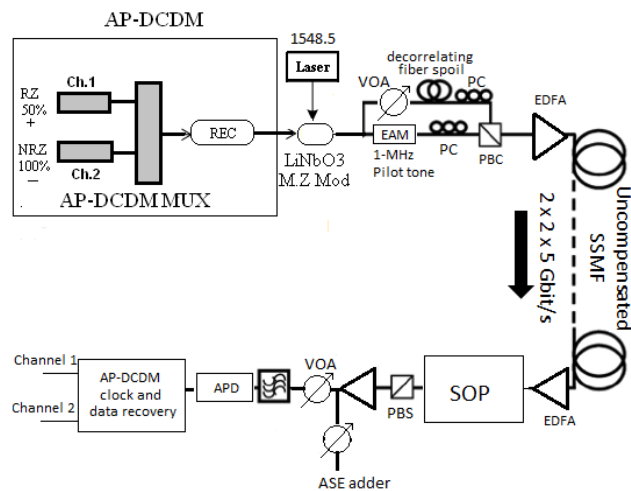 AP-DCDM
RZ
50%
+
Ch.1
NRZ
100%
—
Ch.2
REC
AP-DCDM MUX
1548.5
Laser
LiNbO3
M.Z Mod
VOA
decorrelating
fiber spoil
PC
EAM
1-MHz
Pilot tone
PC
PBC
EDFA
Uncompensated
SSMF
2 x 2 x 5 Gbit/s
Channel 1
Channel 2
AP-DCDM
clock and
data recovery
APD
VOA
ASE adder
PBS
SOP
EDFA